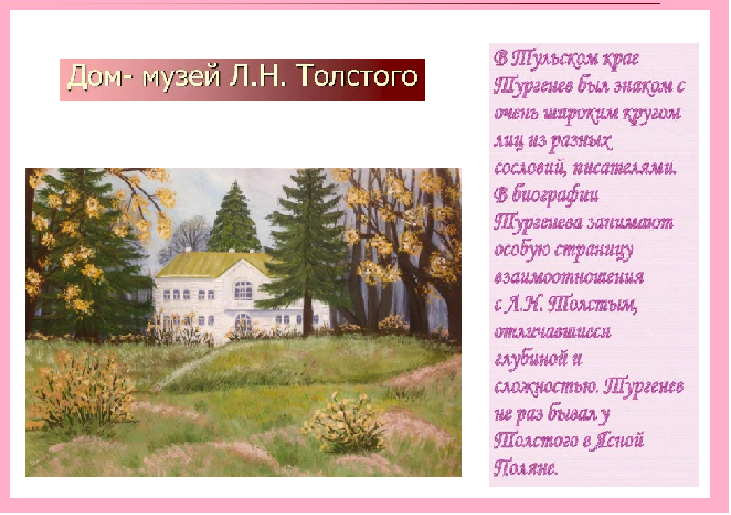 Дом- музей Л.Н. Толстого
В Тульском крае
Тургенев был знаком с
очень широким кругом
лиц из разных
сословий, писателями.
В биографии
Тургенева занимают
особую страницу
взаимоотношения
с Л.Н. Толстым,
отличавшиеся
глубиной и
сложностью. Тургенев
не раз бывал у
Толстого в Ясной
Поляне.